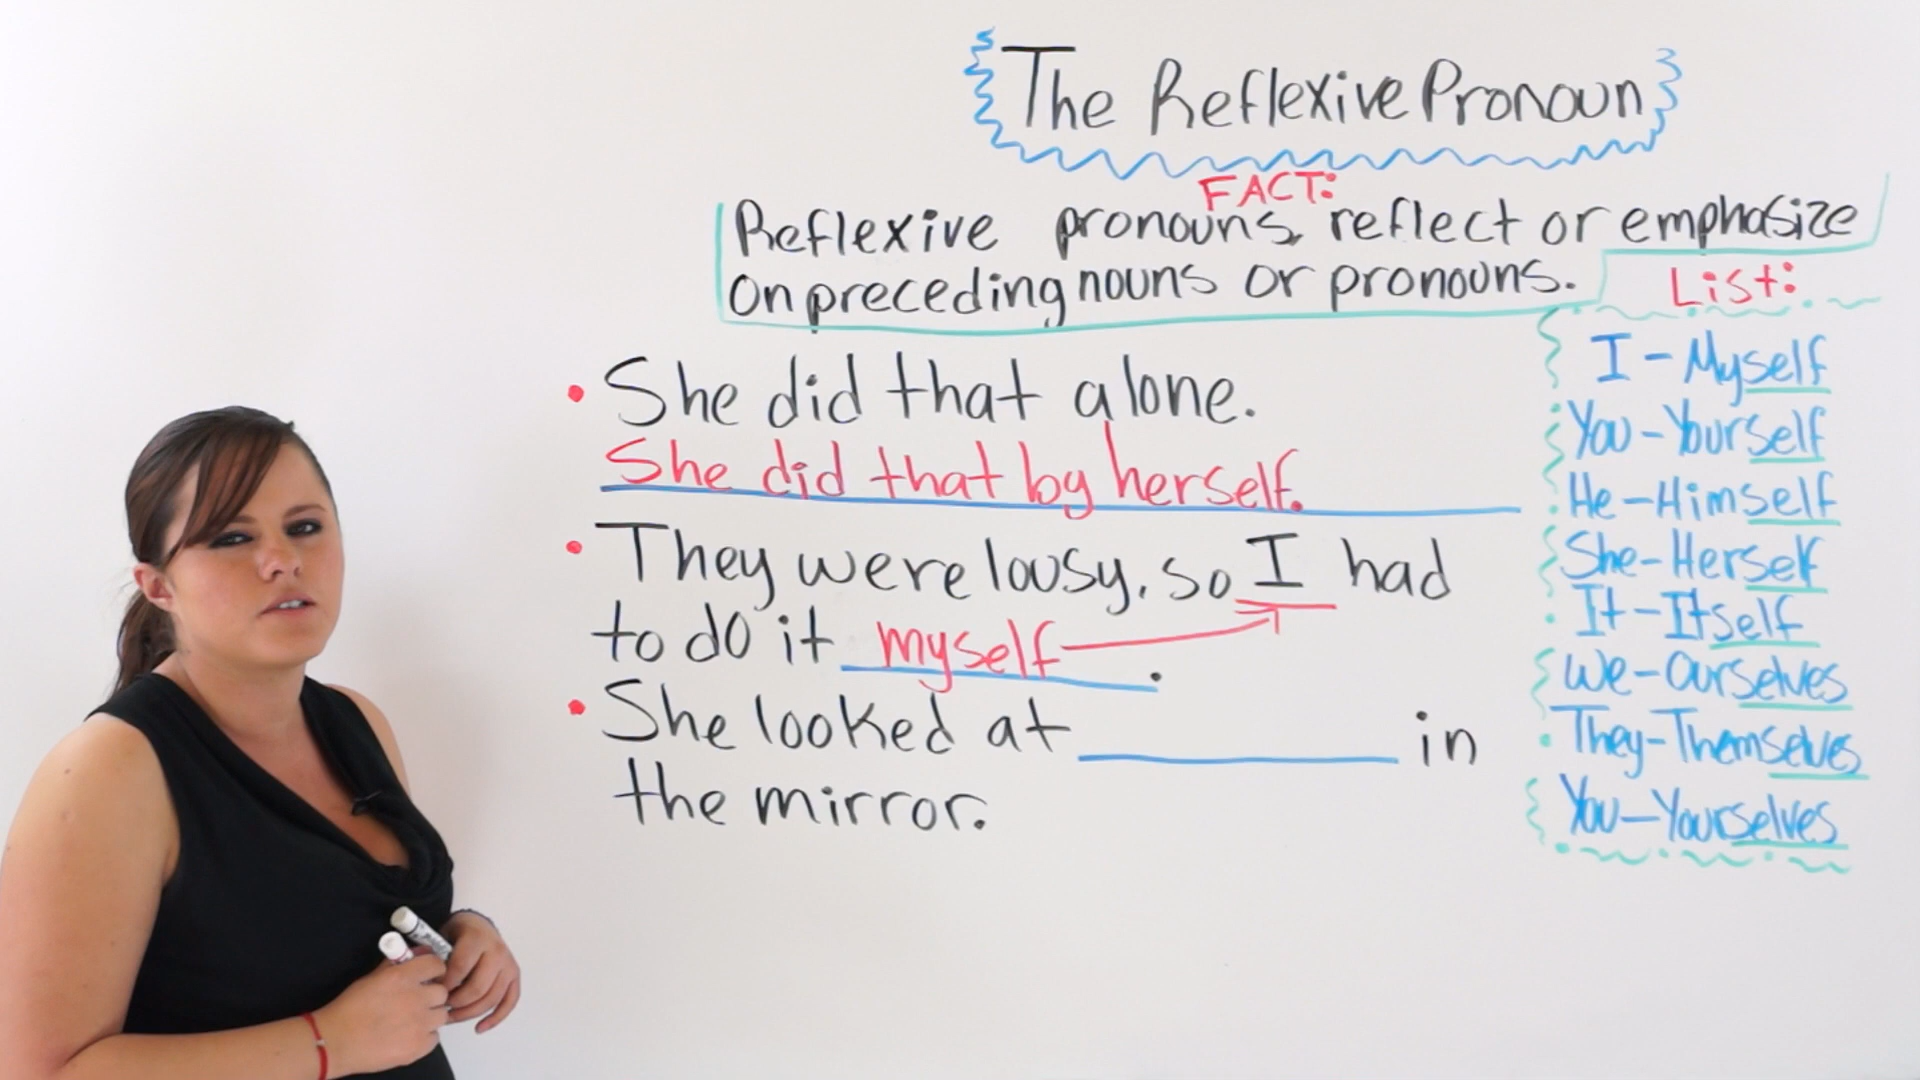 The Reflexive Pronoun
FACT:
Reflexive pronouns, reflect or emphasize
on preceding nouns or pronouns.
List:
I - Myself
You - Yourself
He - Himself
She - Herself
It - Itself
We - Ourselves
They - Themselves
You - Yourselves
• She did that alone.
She did that by herself.
• They were lousy, so I had
to do it myself.
• She looked at ________ in
the mirror.